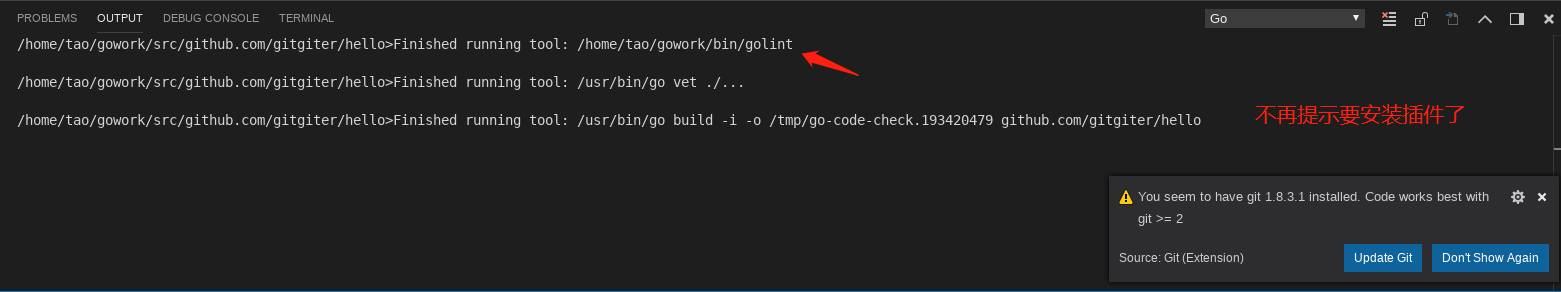 PROBLEMS OUTPUT DEBUG CONSOLE TERMINAL Go
/home/tao/gowork/src/github.com/gitgiter/hello>Finished running tool: /home/tao/gowork/bin/golint
/home/tao/gowork/src/github.com/gitgiter/hello>Finished running tool: /usr/bin/go vet ./...
/home/tao/gowork/src/github.com/gitgiter/hello>Finished running tool: /usr/bin/go build -i -o /tmp/go-code-check.193420479 github.com/gitgiter/hello
不再提示要安装插件了
You seem to have git 1.8.3.1 installed. Code works best with
git >= 2
Source: Git (Extension) Update Git Don't Show Again